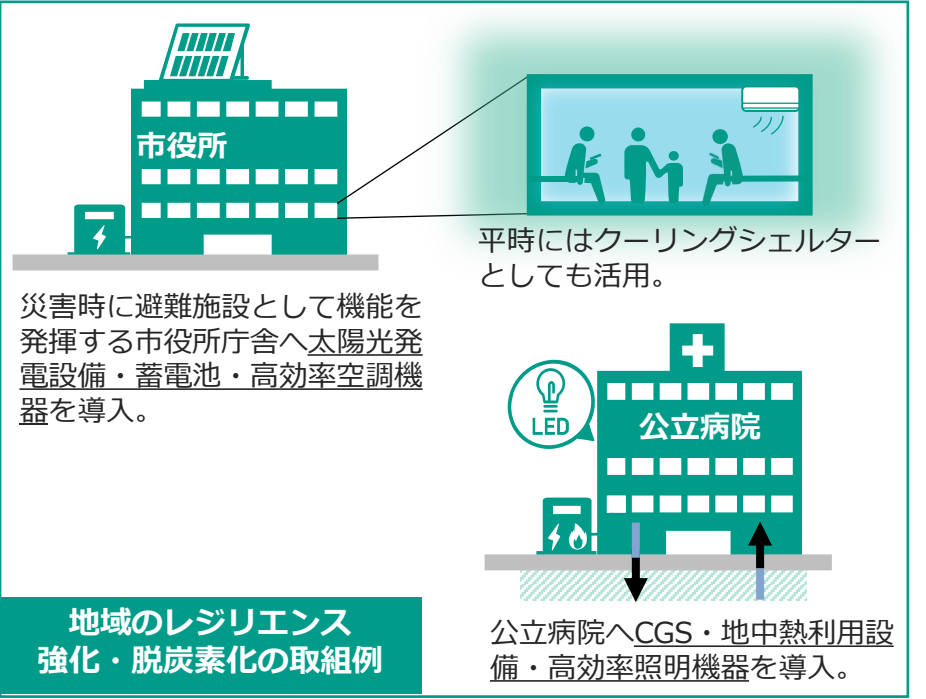 市役所
平時にはクーリングシェルター
としても活用。
災害時に避難施設として機能を
発揮する市役所庁舎へ太陽光発
電設備・蓄電池・高効率空調機
器を導入。
LED
公立病院
公立病院へCGS・地中熱利用設
備・高効率照明機器を導入。
地域のレジリエンス
強化・脱炭素化の取組例